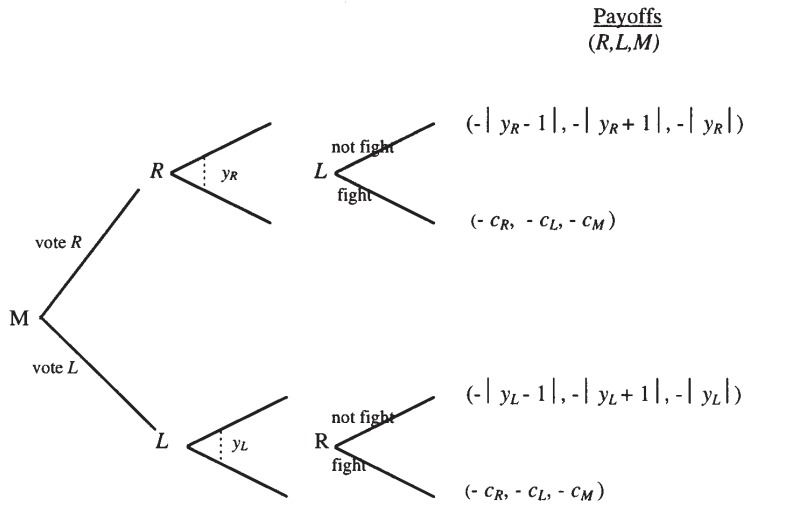 Payoffs
(R,L,M)
(-| yR - 1|, -| yR + 1|, -| yR|)
not fight
R
yR
L
fight
(- cR, - cL, - cM)
vote R
M
vote L
(-| yL - 1|, -| yL + 1|, -| yL|)
not fight
L
yL
R
fight
(- cR, - cL, - cM)